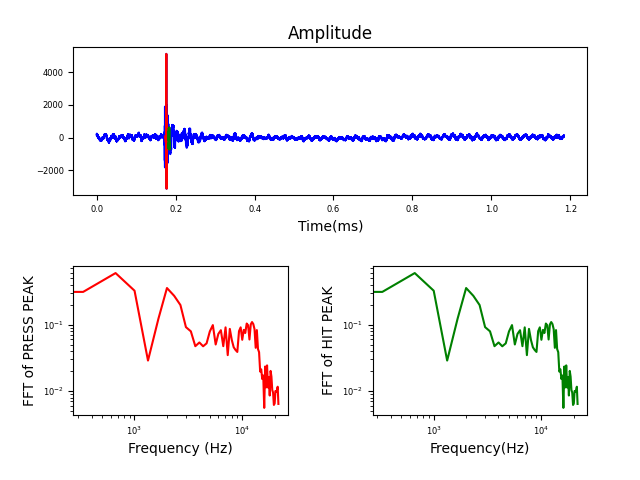 Amplitude
4000
2000
0
−2000
0.0 0.2 0.4 0.6 0.8 1.0 1.2
Time(ms)
FFT of PRESS PEAK
10⁻¹
10⁻²
10³ 10⁴
Frequency (Hz)
FFT of HIT PEAK
10⁻¹
10⁻²
10³ 10⁴
Frequency(Hz)